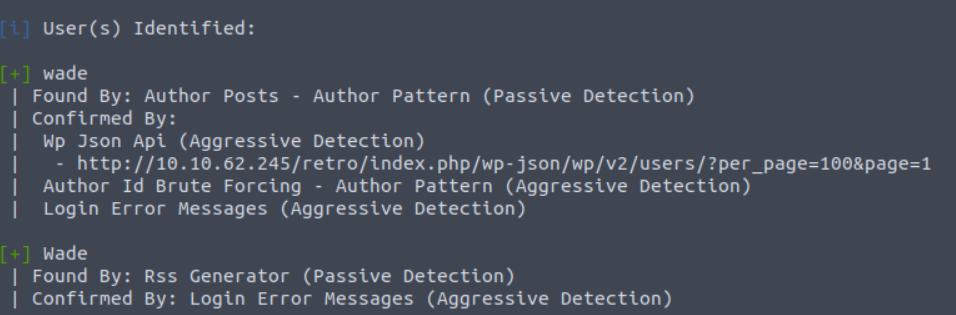 [i] User(s) Identified:
[+] wade
| Found By: Author Posts - Author Pattern (Passive Detection)
| Confirmed By:
|  Wp Json Api (Aggressive Detection)
|   - http://10.10.62.245/retro/index.php/wp-json/wp/v2/users/?per_page=100&page=1
|  Author Id Brute Forcing - Author Pattern (Aggressive Detection)
|  Login Error Messages (Aggressive Detection)
[+] Wade
| Found By: Rss Generator (Passive Detection)
| Confirmed By: Login Error Messages (Aggressive Detection)